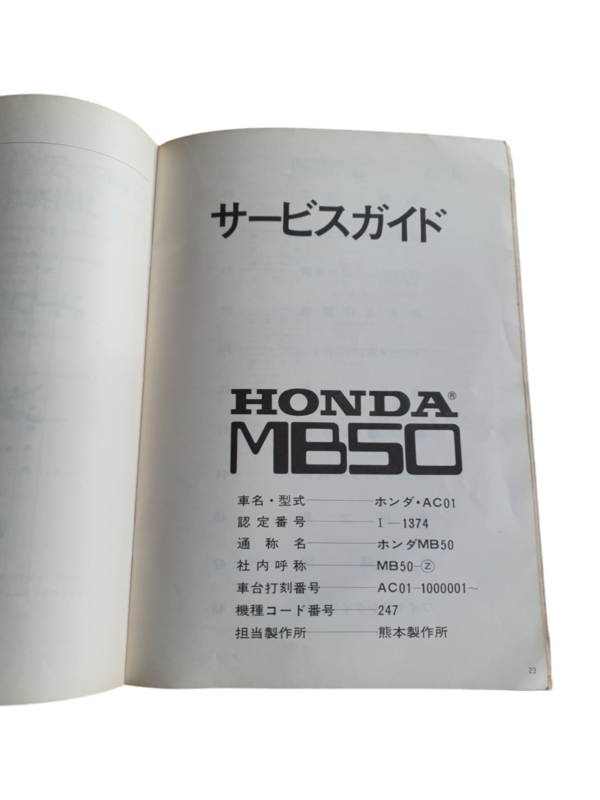 サービスガイド
HONDA®
MB50
車名・型式 ホンダ・AC01
認定番号 I—1374
通称名 ホンダMB50
社内呼称 MB50-Ⓩ
車台打刻番号 AC01-1000001～
機種コード番号 247
担当製作所 熊本製作所
23